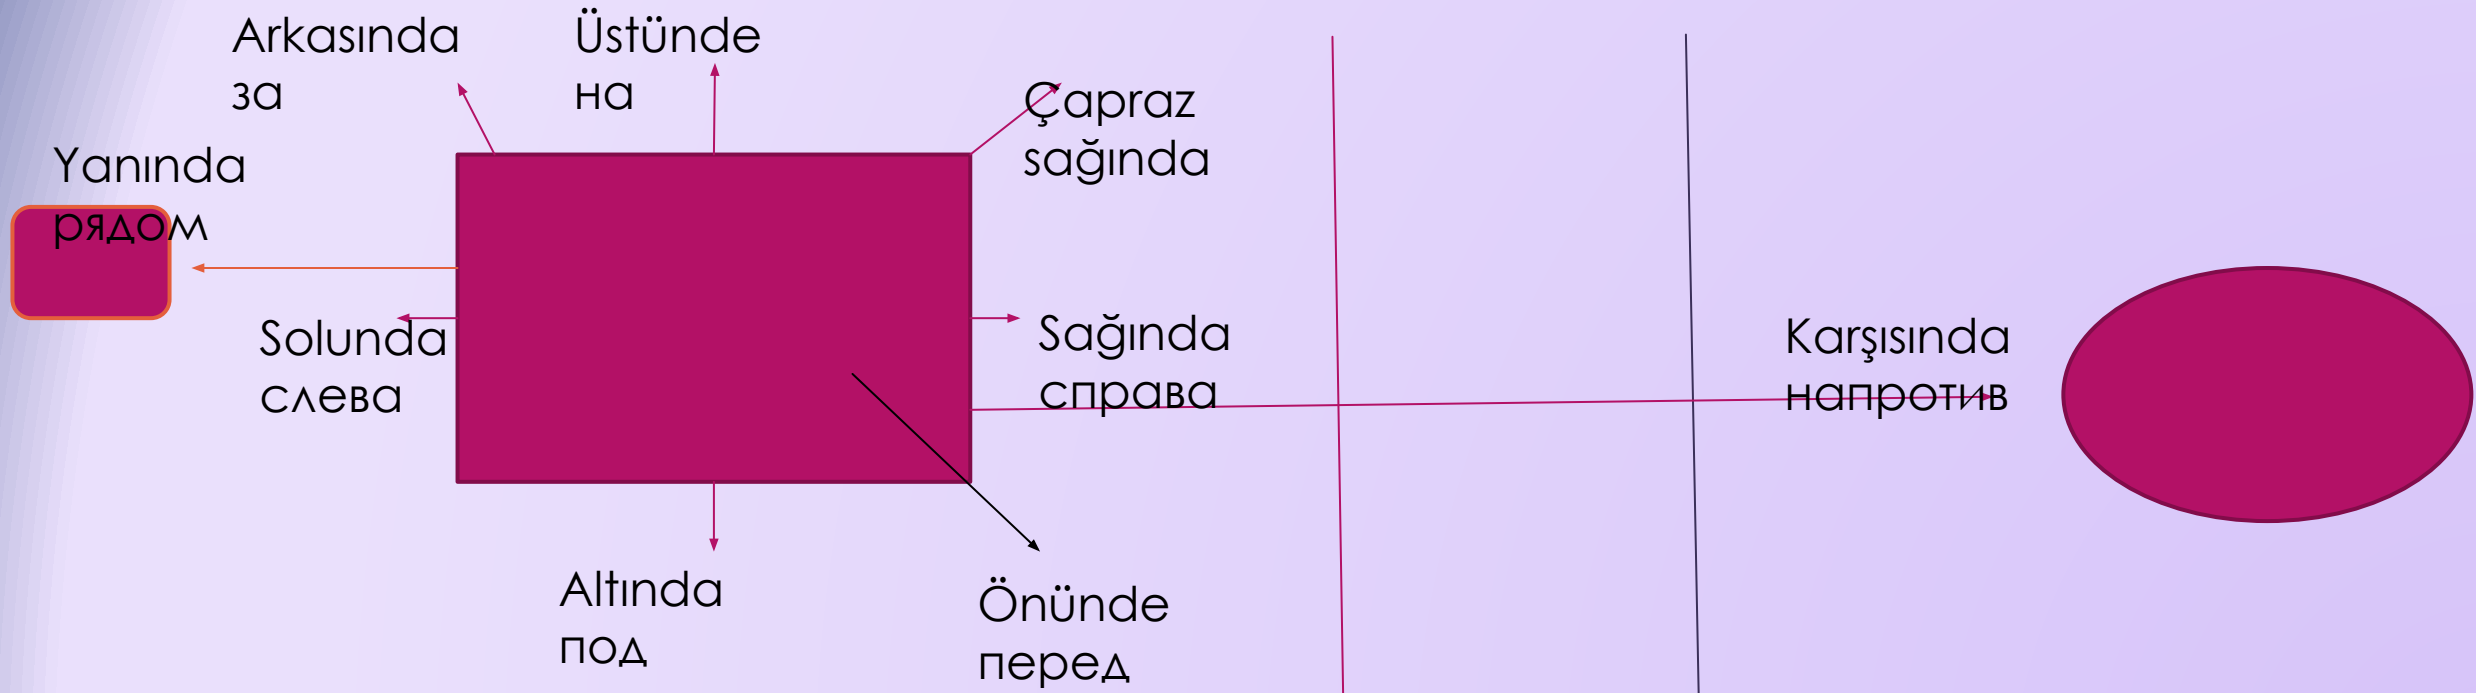 Arkasında
за
Üstünde
на
Çapraz
sağında
Yanında
рядом
Solunda
слева
Sağında
справа
Karşısında
напротив
Altında
под
Önünde
перед